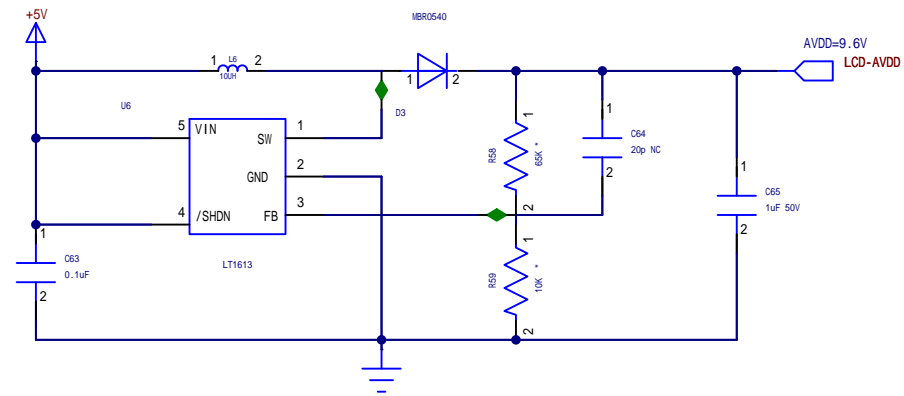 +5V
MBR0540
AVDD=9.6V
LCD-AVDD
1
L6
2
10UH
1
2
U6
D3
5
VIN
SW
1
GND
2
4
/SHDN
FB
3
LT1613
1
R58
65K *
2
1
C64
20p NC
2
1
C65
1uF 50V
2
1
C63
0.1uF
2
1
R59
10K *
2